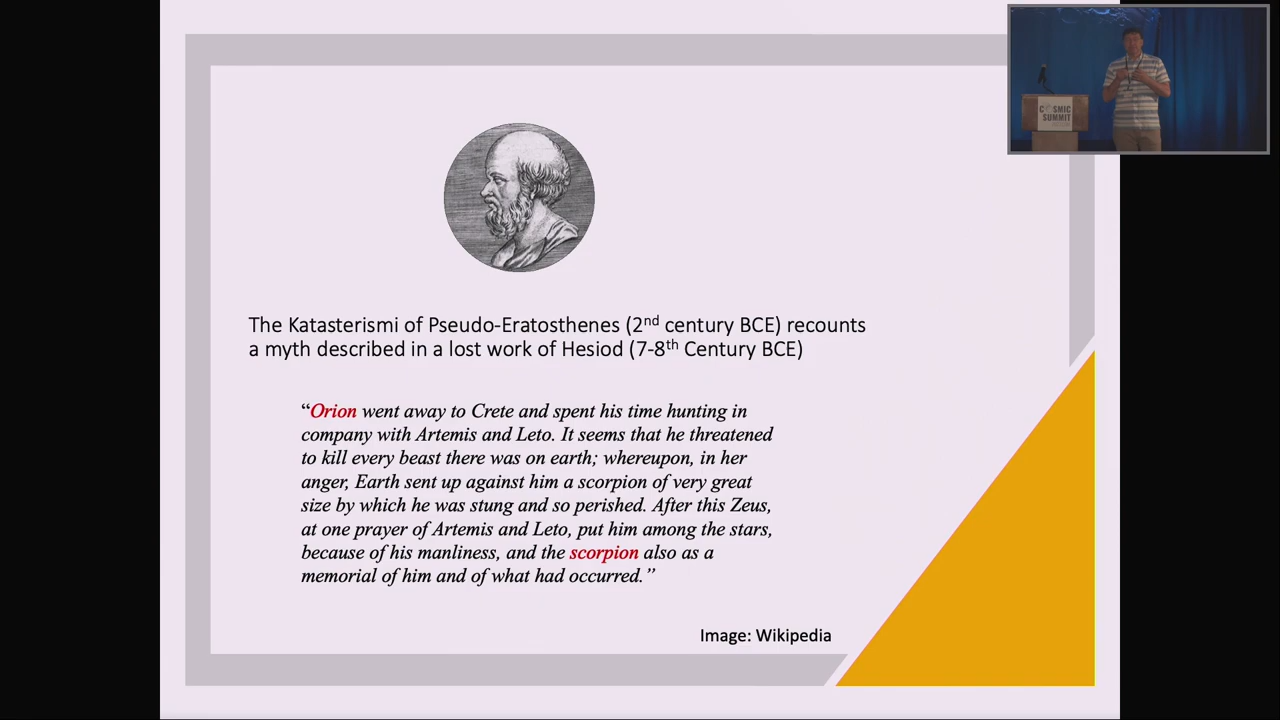 COSMIC
SUMMIT
The Katasterismi of Pseudo-Eratosthenes (2nd century BCE) recounts
a myth described in a lost work of Hesiod (7-8th Century BCE)
“Orion went away to Crete and spent his time hunting in
company with Artemis and Leto. It seems that he threatened
to kill every beast there was on earth; whereupon, in her
anger, Earth sent up against him a scorpion of very great
size by which he was stung and so perished. After this Zeus,
at one prayer of Artemis and Leto, put him among the stars,
because of his manliness, and the scorpion also as a
memorial of him and of what had occurred.”
Image: Wikipedia